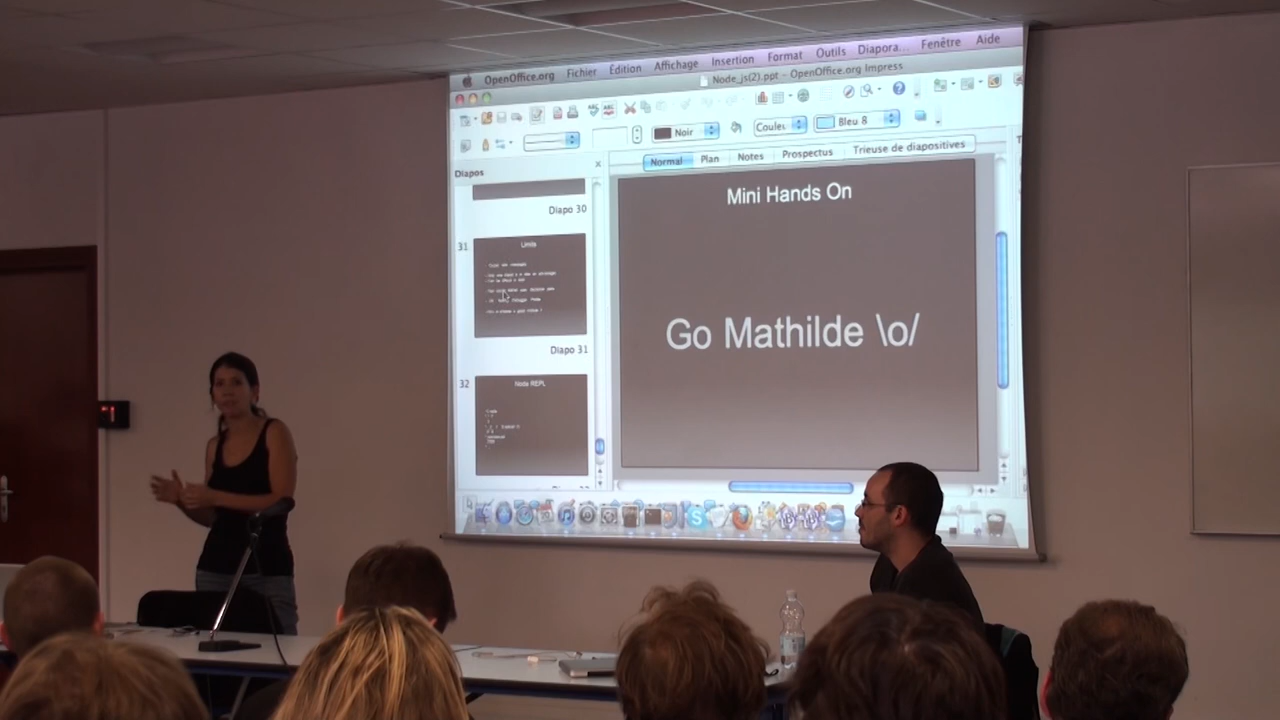 OpenOffice.org Fichier Édition Affichage Insertion Format Outils Diapora... Fenêtre Aide
Node_js(2).ppt - OpenOffice.org Impress
Noir Couleu Bleu 8
Normal Plan Notes Prospectus Trieuse de diapositives
Diapos
Diapo 30
31
Limits
Diapo 31
32
Node REPL
Mini Hands On
Go Mathilde \o/